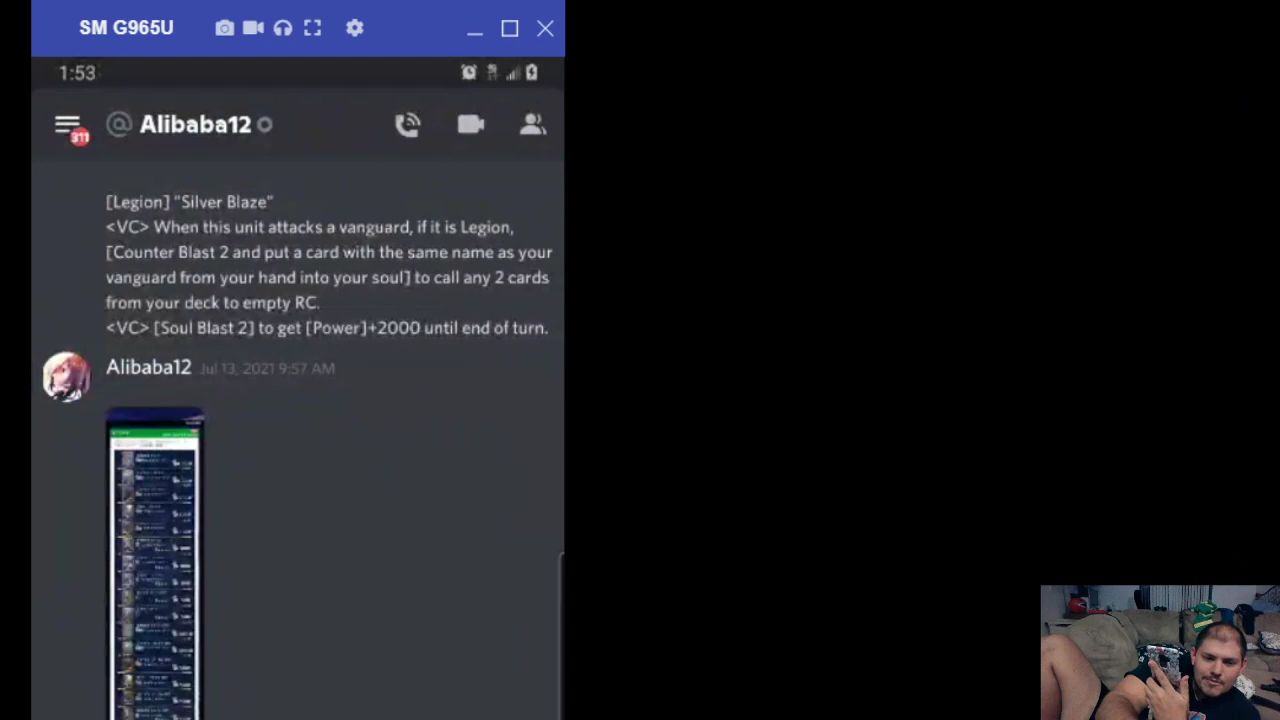 SM G965U
1:53
311
@ Alibaba12
[Legion] "Silver Blaze"
<VC> When this unit attacks a vanguard, if it is Legion,
[Counter Blast 2 and put a card with the same name as your
vanguard from your hand into your soul] to call any 2 cards
from your deck to empty RC.
<VC> [Soul Blast 2] to get [Power]+2000 until end of turn.
Alibaba12 Jul 13, 2021 9:57 AM